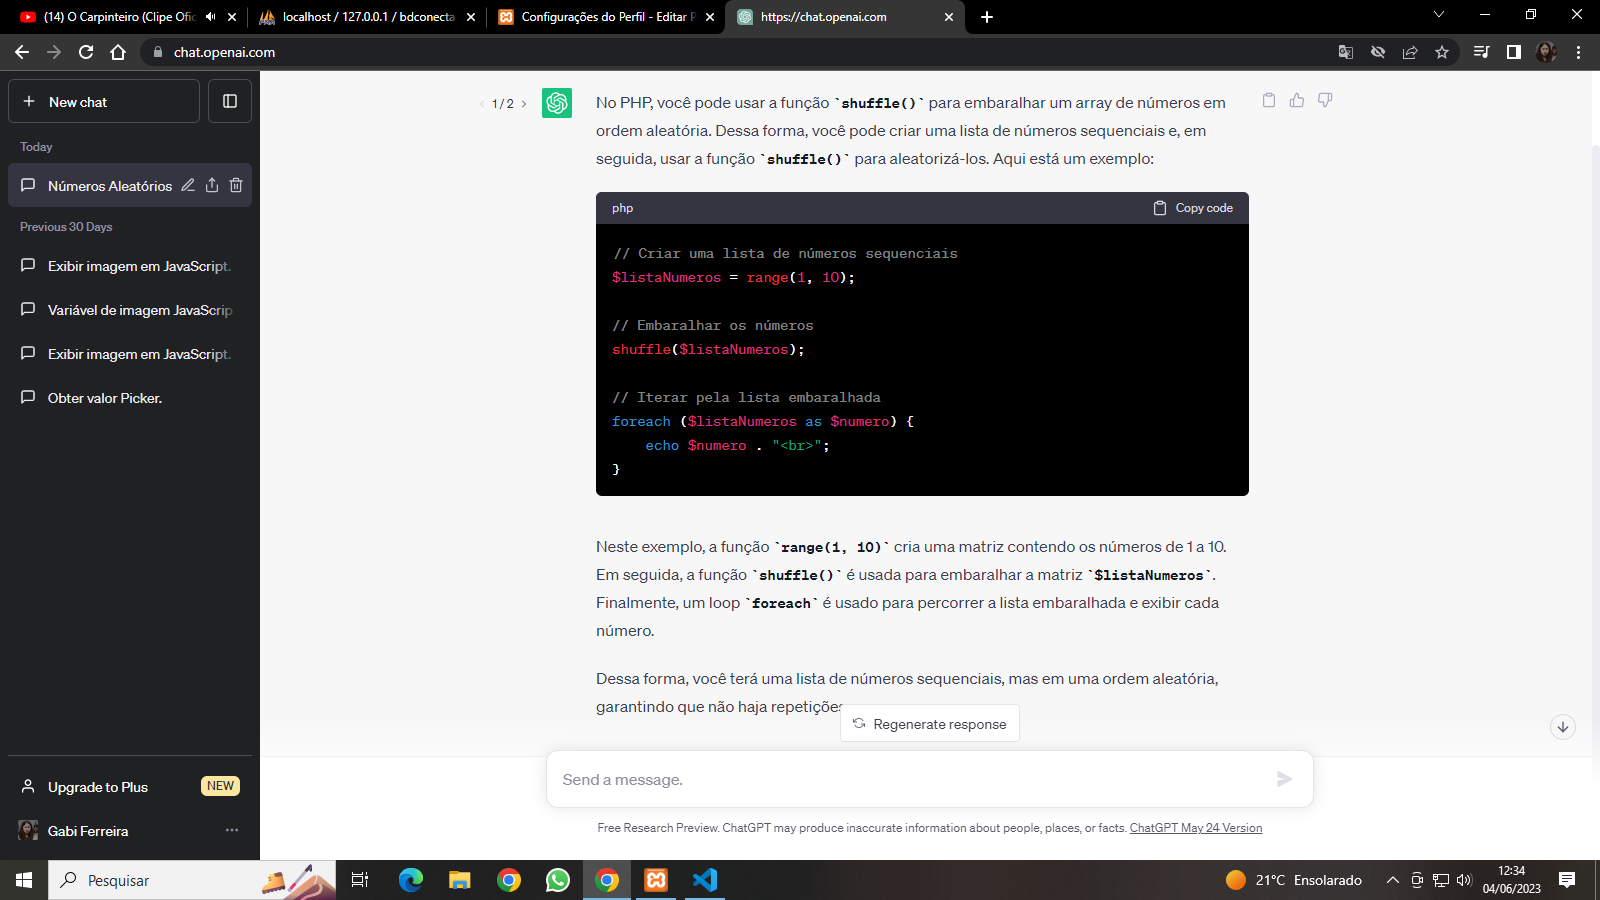 (14) O Carpinteiro (Clipe Ofic
localhost / 127.0.0.1 / bdconecta
Configurações do Perfil - Editar P
https://chat.openai.com
chat.openai.com
New chat
Today
Números Aleatórios
Previous 30 Days
Exibir imagem em JavaScript.
Variável de imagem JavaScrip
Exibir imagem em JavaScript.
Obter valor Picker.
Upgrade to Plus
NEW
Gabi Ferreira
1 / 2
No PHP, você pode usar a função `shuffle()` para embaralhar um array de números em
ordem aleatória. Dessa forma, você pode criar uma lista de números sequenciais e, em
seguida, usar a função `shuffle()` para aleatorizá-los. Aqui está um exemplo:
php
Copy code
// Criar uma lista de números sequenciais
$listaNumeros = range(1, 10);
// Embaralhar os números
shuffle($listaNumeros);
// Iterar pela lista embaralhada
foreach ($listaNumeros as $numero) {
echo $numero . "<br>";
}
Neste exemplo, a função `range(1, 10)` cria uma matriz contendo os números de 1 a 10.
Em seguida, a função `shuffle()` é usada para embaralhar a matriz `$listaNumeros`.
Finalmente, um loop `foreach` é usado para percorrer a lista embaralhada e exibir cada
número.
Dessa forma, você terá uma lista de números sequenciais, mas em uma ordem aleatória,
garantindo que não haja repetições
Regenerate response
Send a message.
Free Research Preview. ChatGPT may produce inaccurate information about people, places, or facts. ChatGPT May 24 Version
Pesquisar
21°C Ensolarado
12:34
04/06/2023